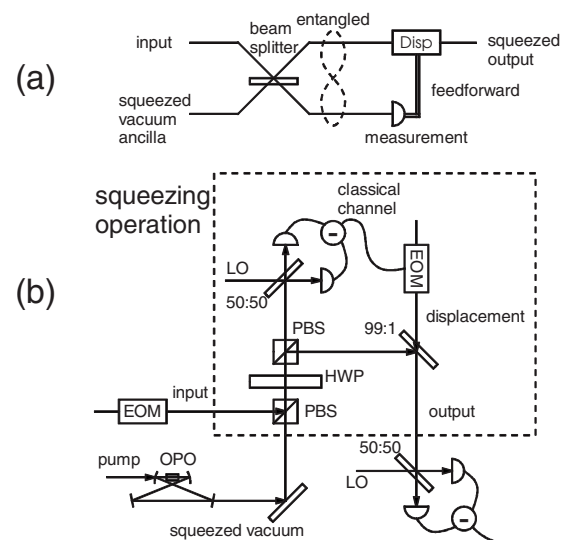 (a)
input
beam
splitter
entangled
Disp
squeezed
output
squeezed
vacuum
ancilla
feedforward
measurement
(b)
squeezing
operation
classical
channel
-
LO
50:50
EOM
displacement
PBS
99:1
HWP
input
EOM
PBS
output
pump
OPO
50:50
LO
squeezed vacuum
-